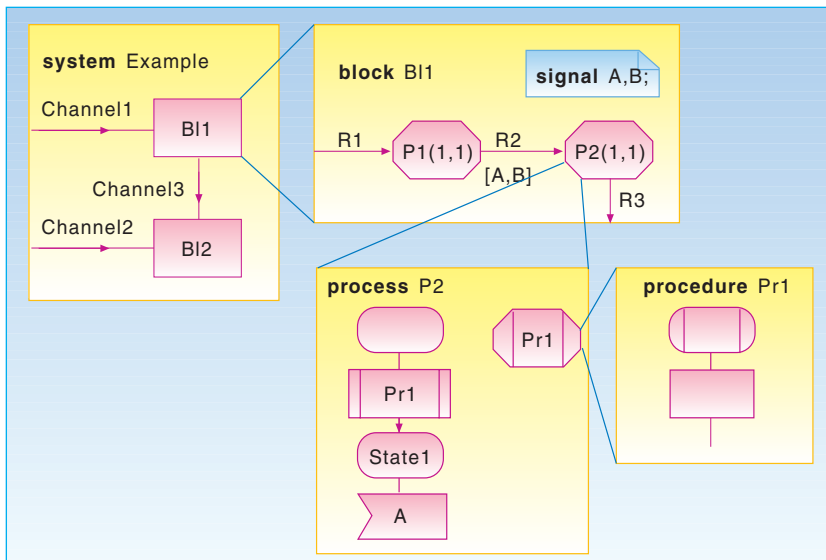 system Example
Channel1
Bl1
Channel3
Channel2
Bl2
block Bl1
signal A,B;
R1
P1(1,1)
R2
[A,B]
P2(1,1)
R3
process P2
Pr1
State1
A
Pr1
procedure Pr1